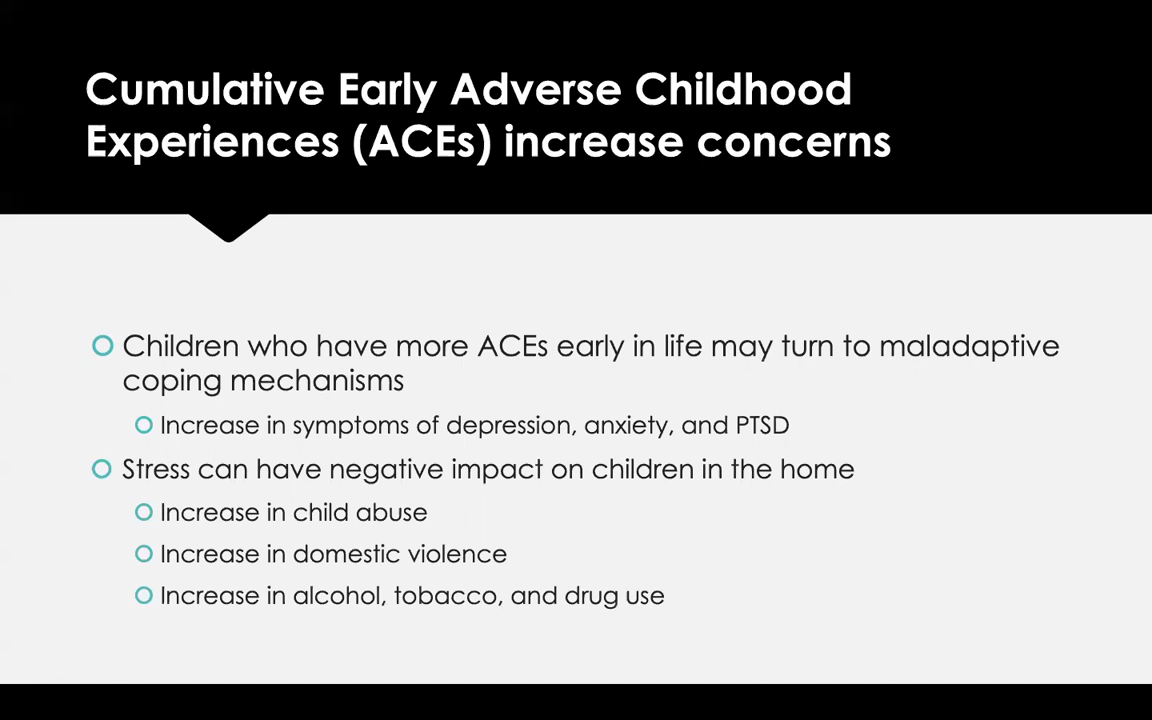 Cumulative Early Adverse Childhood
Experiences (ACEs) increase concerns
Children who have more ACEs early in life may turn to maladaptive
coping mechanisms
Increase in symptoms of depression, anxiety, and PTSD
Stress can have negative impact on children in the home
Increase in child abuse
Increase in domestic violence
Increase in alcohol, tobacco, and drug use